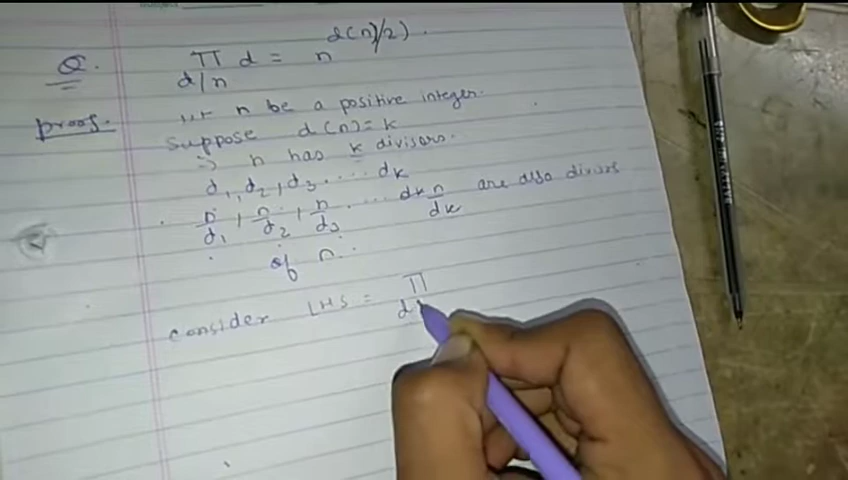 Q. Π d = n d(n)/2) .
d/n
Proof. Let n be a positive integer.
Suppose d(n) = k
⇒ n has k divisors.
d1, d2, d3 .... dk
n/d1, n/d2, n/d3 .... dk n/dk are also divisors
of n.
Consider LHS = Π
d